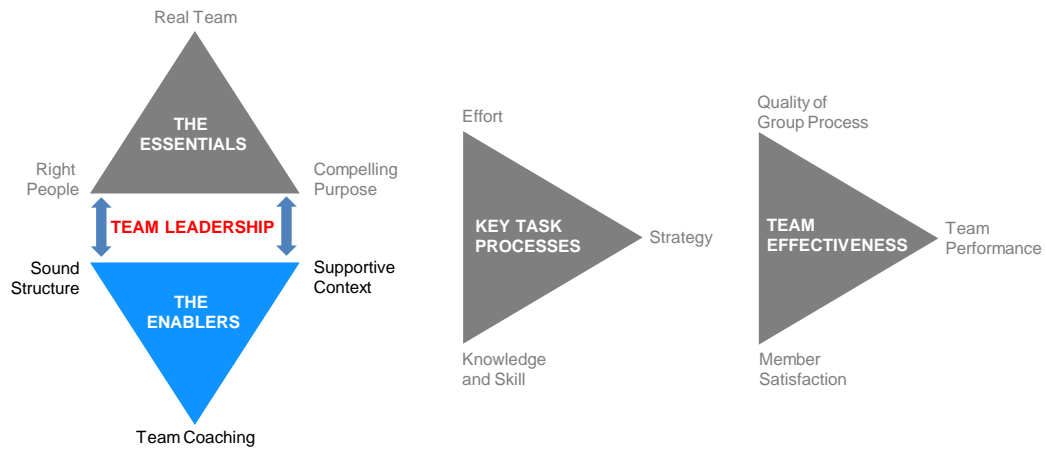 Real Team
THE
ESSENTIALS
Right
People
Compelling
Purpose
TEAM LEADERSHIP
Sound
Structure
Supportive
Context
THE
ENABLERS
Team Coaching
Effort
KEY TASK
PROCESSES
Strategy
Knowledge
and Skill
Quality of
Group Process
TEAM
EFFECTIVENESS
Team
Performance
Member
Satisfaction